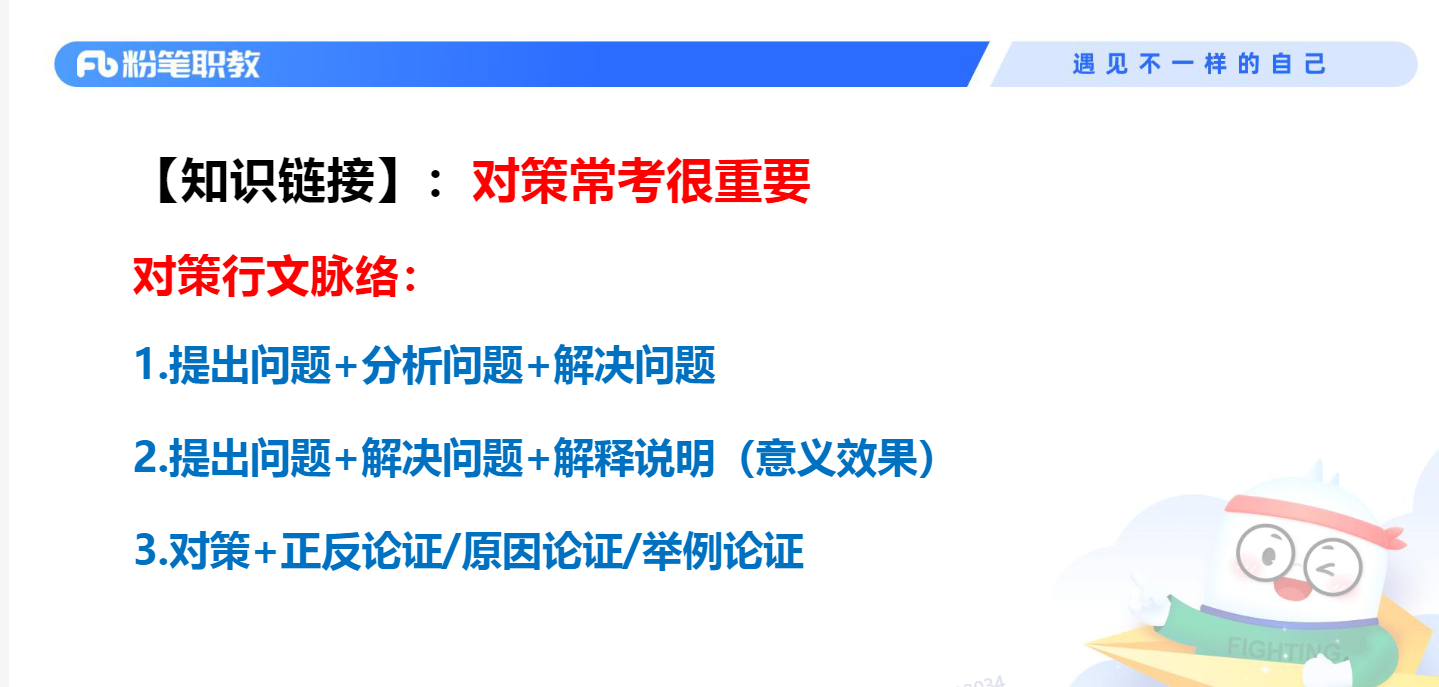 粉笔职教
遇见不一样的自己
【知识链接】：对策常考很重要
对策行文脉络：
1.提出问题+分析问题+解决问题
2.提出问题+解决问题+解释说明（意义效果）
3.对策+正反论证/原因论证/举例论证
FIGHTING